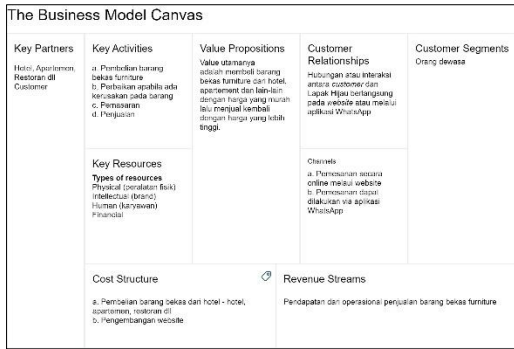 The Business Model Canvas
Key Partners
Hotel, Apartemen,
Restoran dll
Customer
Key Activities
a. Pembelian barang
bekas furniture
b. Perbaikan apabila ada
kerusakan pada barang
c. Pemasaran
d. Penjualan
Key Resources
Types of resources
Physical (peralatan fisik)
Intellectual (brand)
Human (karyawan)
Financial
Value Propositions
Value utamanya
adalah membeli barang
bekas furniture dari hotel,
apartement dan lain-lain
dengan harga yang murah
lalu menjual kembali
dengan harga yang lebih
tinggi.
Customer
Relationships
Hubungan atau interaksi
antara customer dan
Lapak Hijau berlangsung
pada website atau melalui
aplikasi WhatsApp
Channels
a. Pemesanan secara
online melaui website
b. Pemesanan dapat
dilakukan via aplikasi
WhatsApp
Customer Segments
Orang dewasa
Cost Structure
a. Pembelian barang bekas dari hotel - hotel,
apartemen, restoran dll
b. Pengembangan website
Revenue Streams
Pendapatan dari operasional penjualan barang bekas furniture